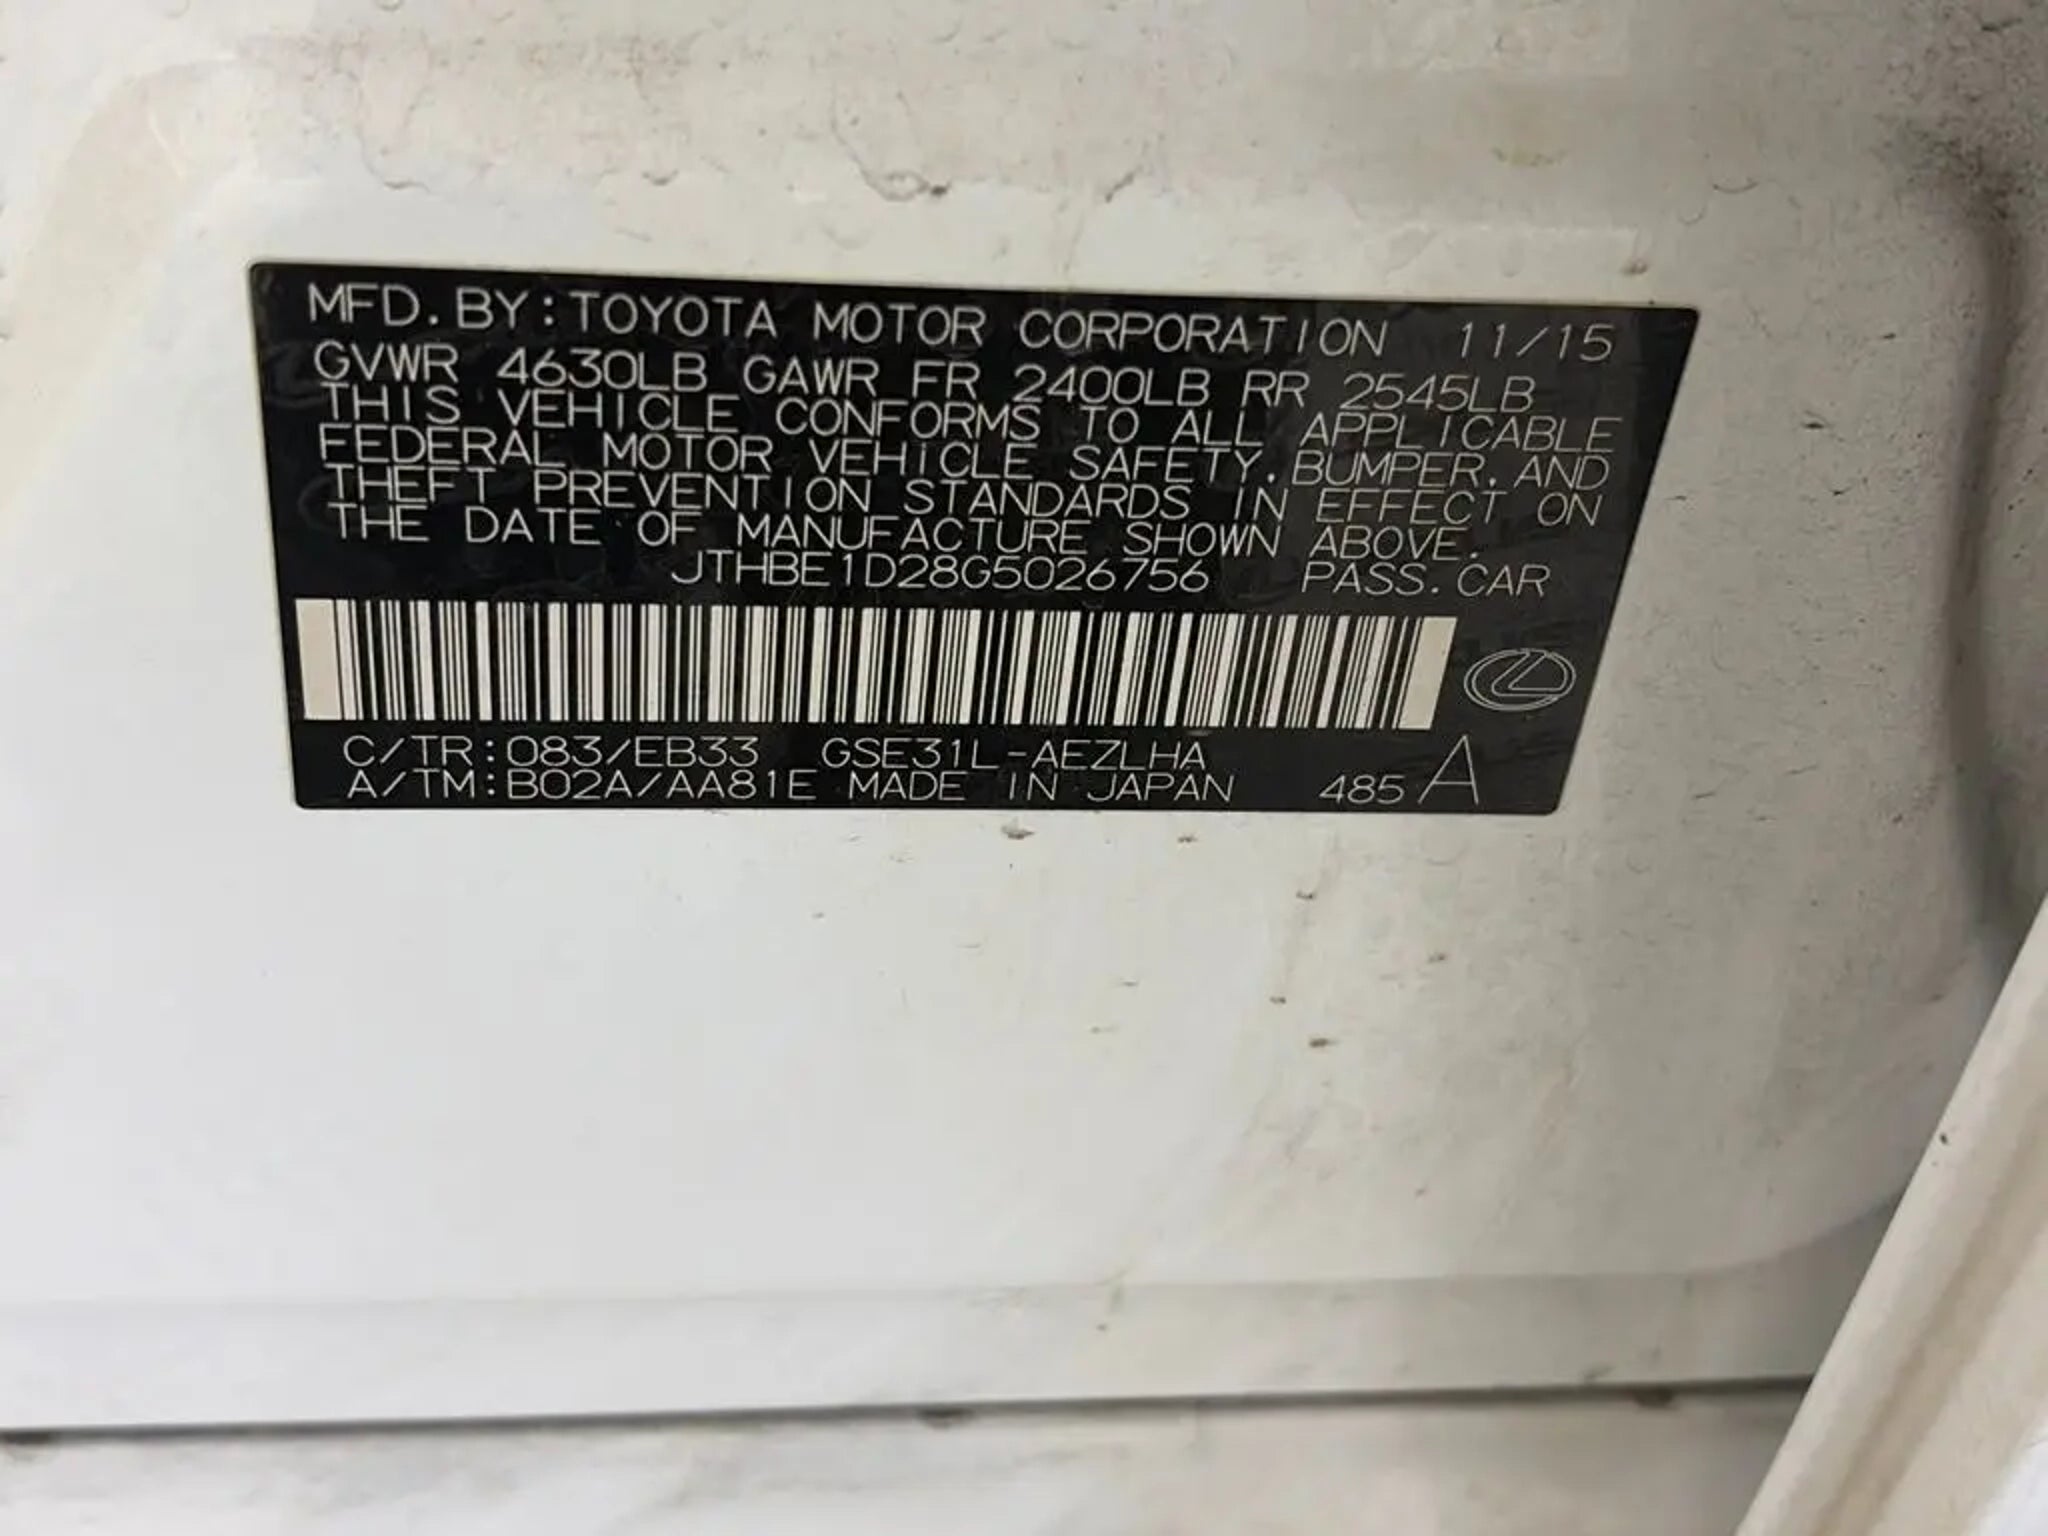 MFD. BY: TOYOTA MOTOR CORPORATION 11/15
GVWR 4630LB GAWR FR 2400LB RR 2545LB
THIS VEHICLE CONFORMS TO ALL APPLICABLE
FEDERAL MOTOR VEHICLE SAFETY, BUMPER, AND
THEFT PREVENTION STANDARDS IN EFFECT ON
THE DATE OF MANUFACTURE SHOWN ABOVE.
JTHBE1D28G5026756 PASS. CAR
C/TR: 083/EB33 GSE31L-AEZLHA
A/TM: B02A/AA81E MADE IN JAPAN 485 A